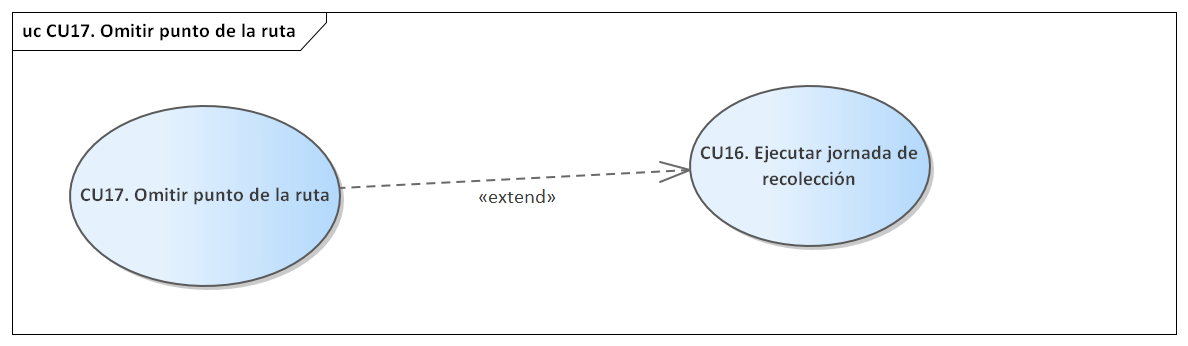 uc CU17. Omitir punto de la ruta
CU16. Ejecutar jornada de
recolección
CU17. Omitir punto de la ruta
«extend»